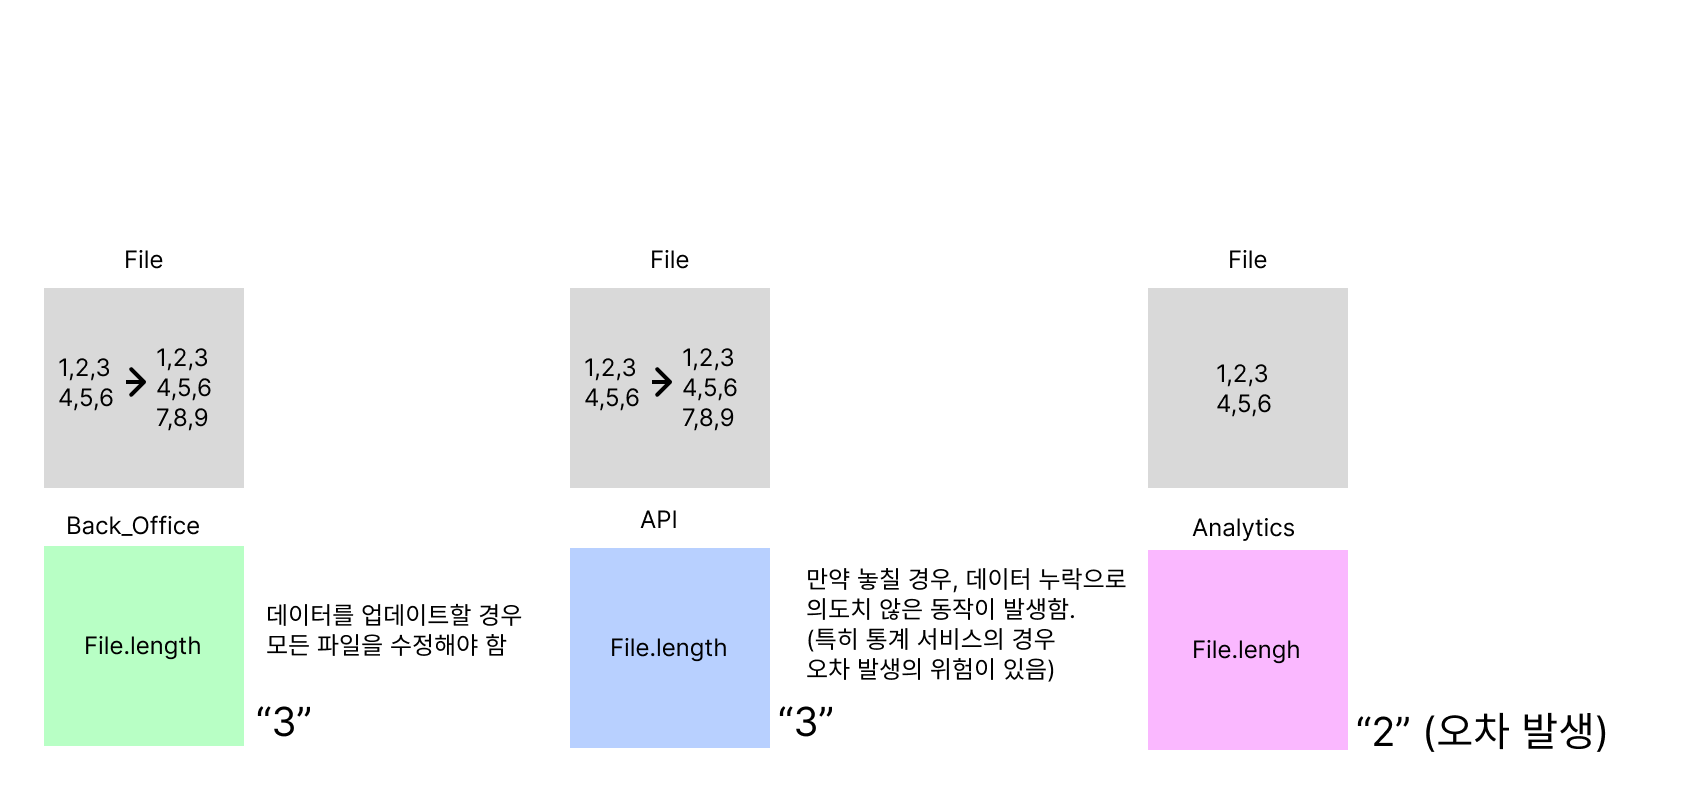 File
File
File
1,2,3
4,5,6
1,2,3
4,5,6
7,8,9
1,2,3
4,5,6
1,2,3
4,5,6
7,8,9
1,2,3
4,5,6
Back_Office
API
Analytics
File.length
데이터를 업데이트할 경우
모든 파일을 수정해야 함
“3”
File.length
만약 놓칠 경우, 데이터 누락으로
의도치 않은 동작이 발생함.
(특히 통계 서비스의 경우
오차 발생의 위험이 있음)
“3”
File.lengh
“2” (오차 발생)